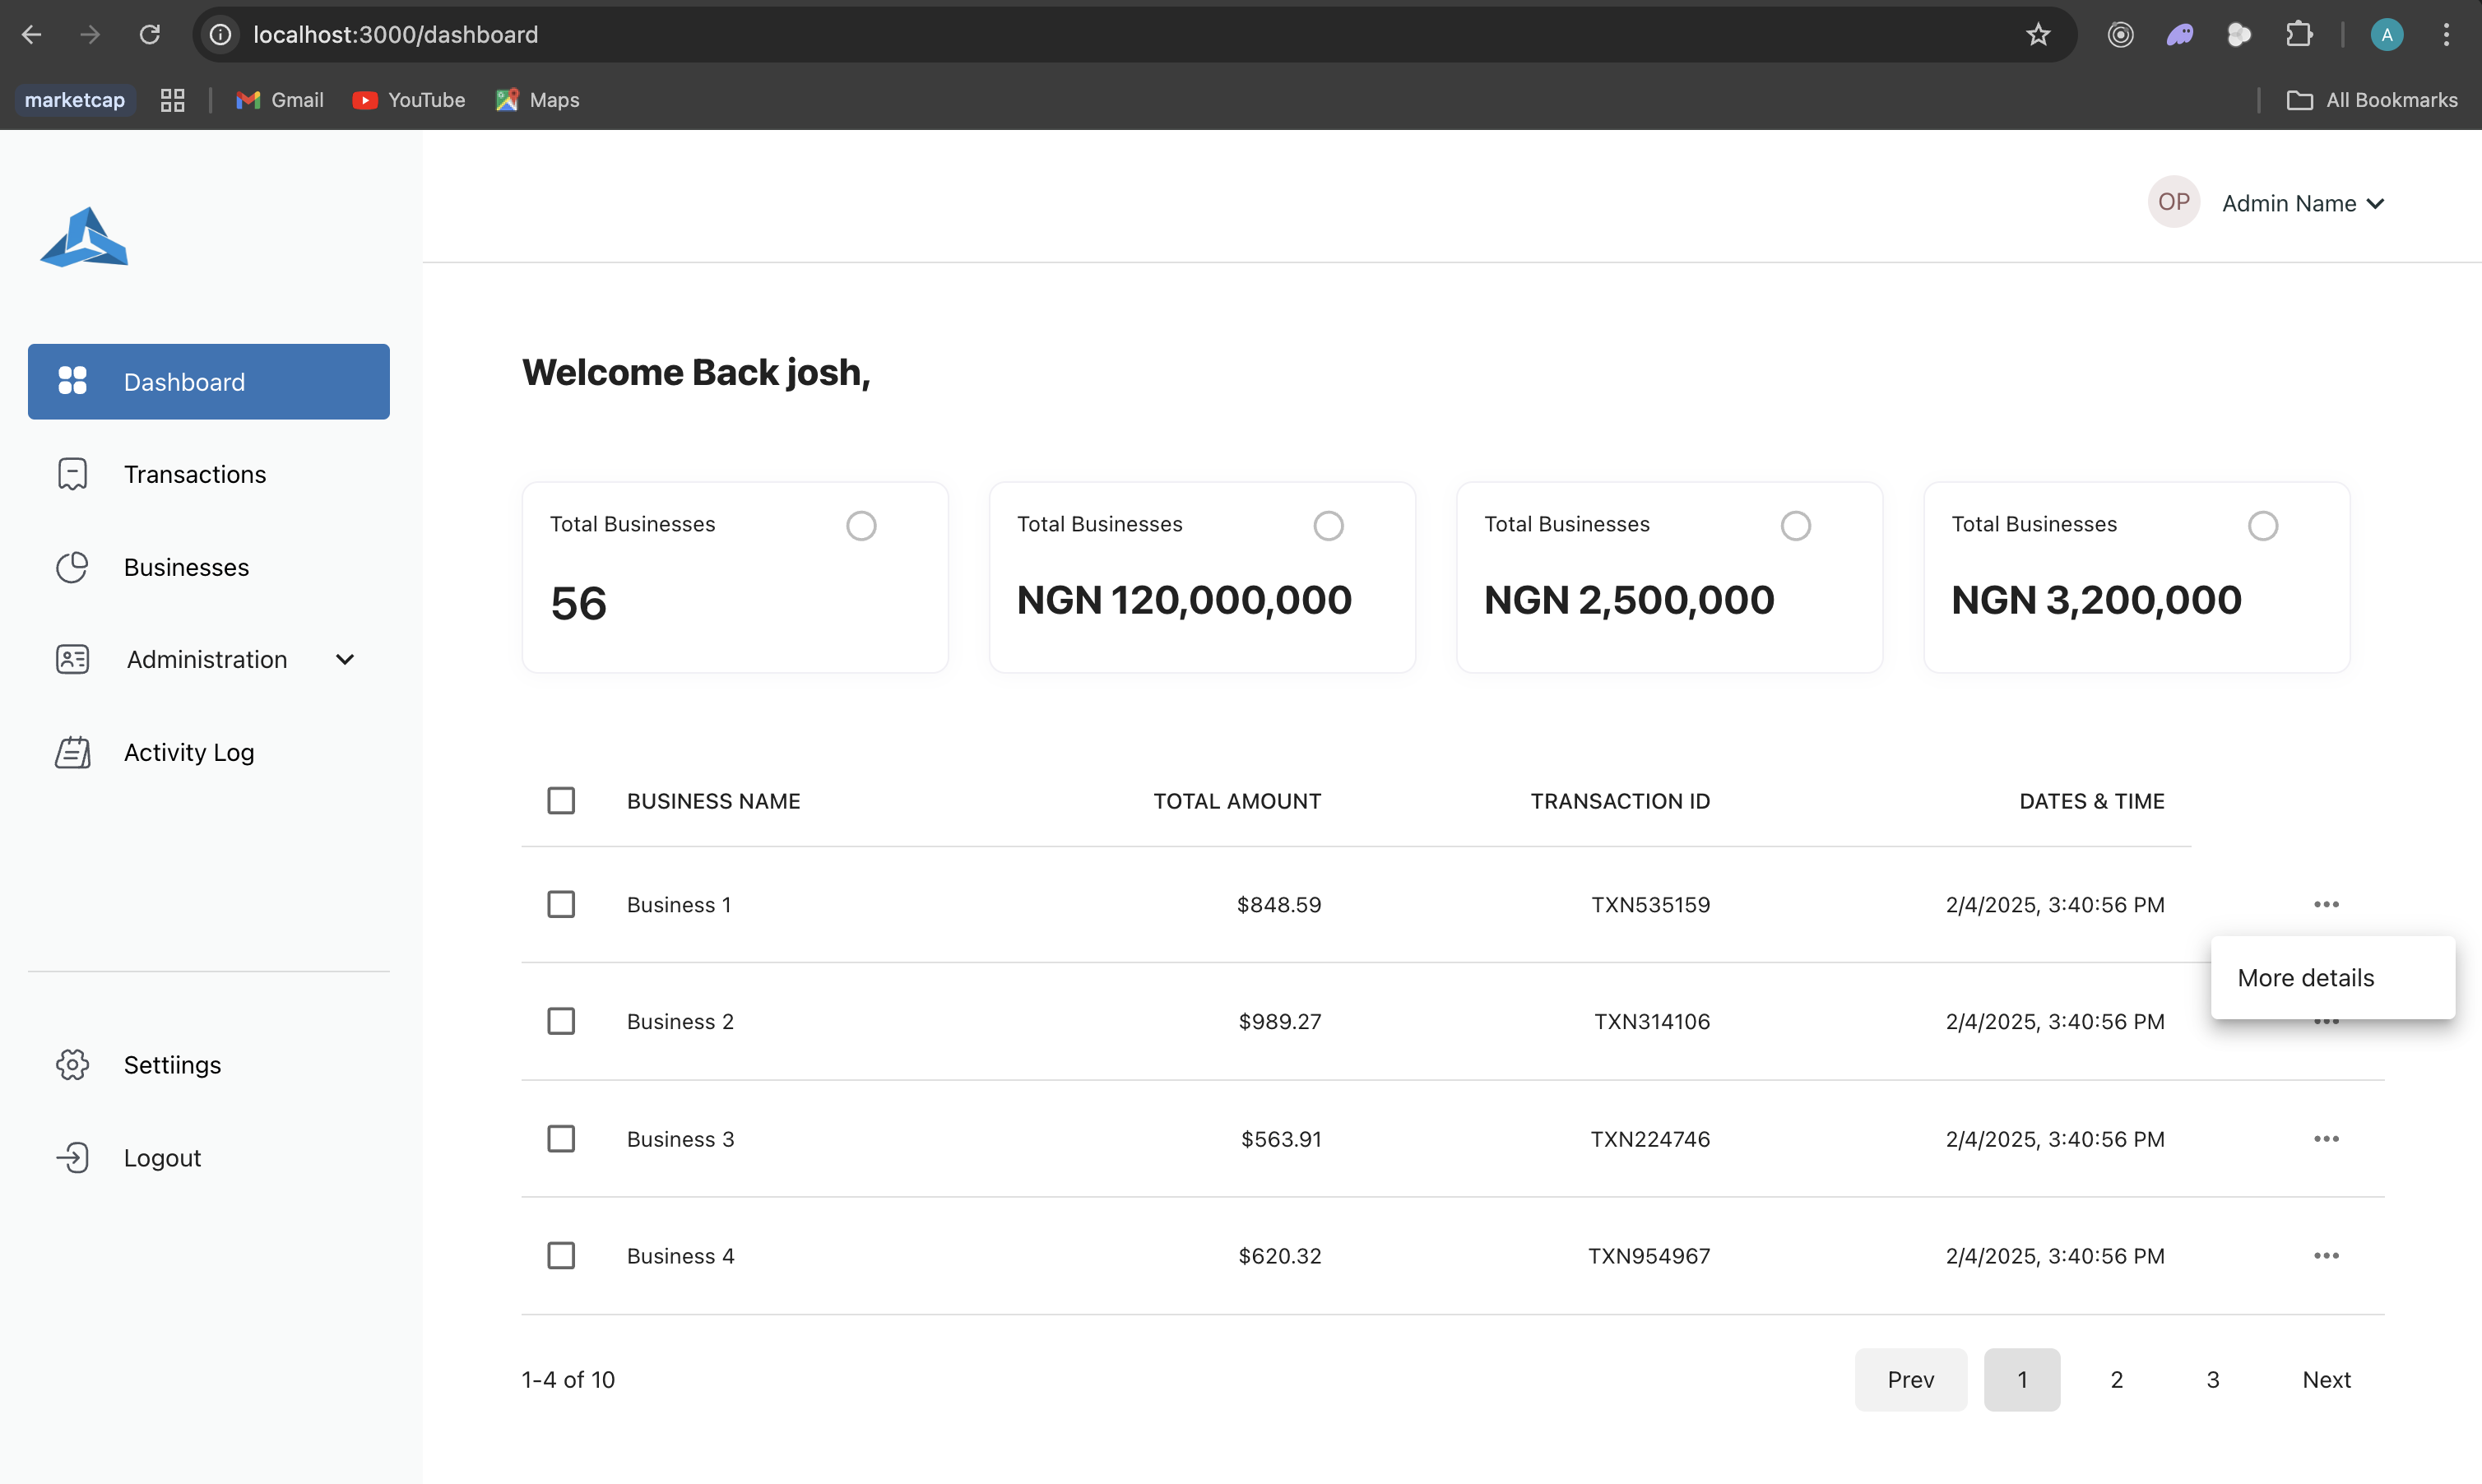 localhost:3000/dashboard
A
marketcap
Gmail
YouTube
Maps
All Bookmarks
OP
Admin Name
Dashboard
Transactions
Businesses
Administration
Activity Log
Settiings
Logout
Welcome Back josh,
Total Businesses
56
Total Businesses
NGN 120,000,000
Total Businesses
NGN 2,500,000
Total Businesses
NGN 3,200,000
BUSINESS NAME TOTAL AMOUNT TRANSACTION ID DATES & TIME
Business 1 $848.59 TXN535159 2/4/2025, 3:40:56 PM
More details
Business 2 $989.27 TXN314106 2/4/2025, 3:40:56 PM
Business 3 $563.91 TXN224746 2/4/2025, 3:40:56 PM
Business 4 $620.32 TXN954967 2/4/2025, 3:40:56 PM
1-4 of 10 Prev 1 2 3 Next